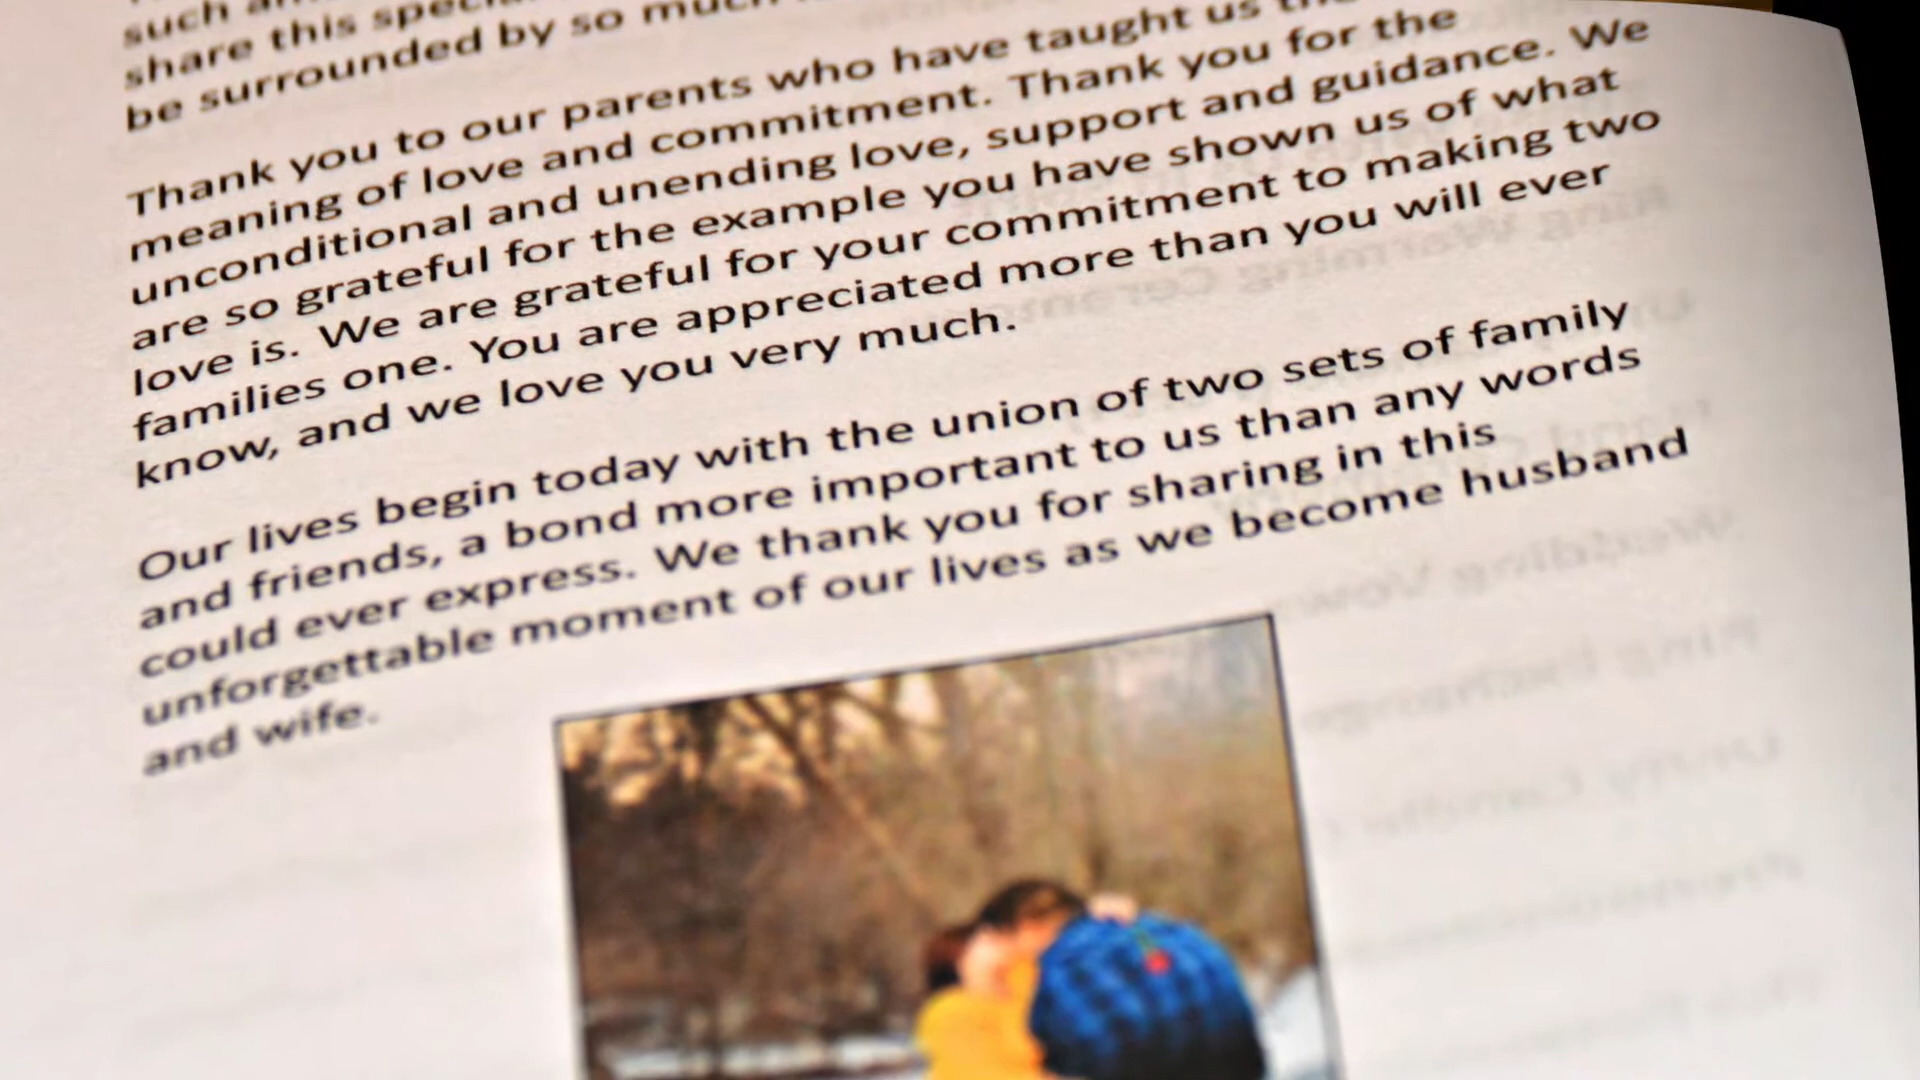 such
share this
be surrounded by so much
Thank you to our parents who have taught us
meaning of love and commitment. Thank you for the
unconditional and unending love, support and guidance. We
are so grateful for the example you have shown us of what
love is. We are grateful for your commitment to making two
families one. You are appreciated more than you will ever
know, and we love you very much.
Our lives begin today with the union of two sets of family
and friends, a bond more important to us than any words
could ever express. We thank you for sharing in this
unforgettable moment of our lives as we become husband
and wife.